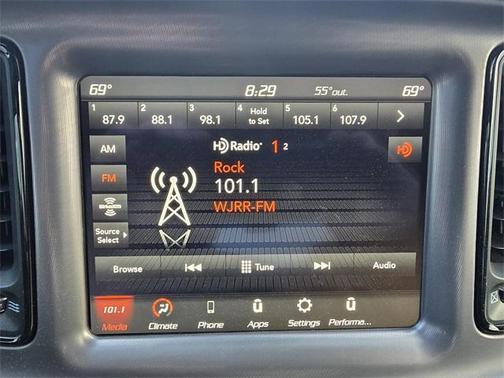 69° 8:29 55° out. 69°
1 87.9 2 88.1 3 98.1 4 Hold to Set 5 105.1 6 107.9
AM
HD Radio 1 2
HD
FM
Rock
101.1
WJRR-FM
SiriusXM
Source
Select
Browse Tune Audio
101.1
Media Climate Phone Apps Settings Performa...